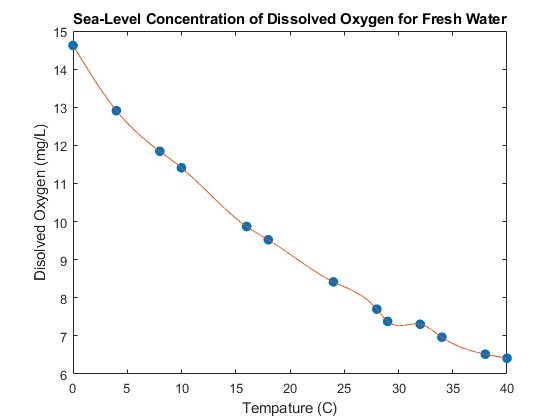 Sea-Level Concentration of Dissolved Oxygen for Fresh Water
15
14
13
12
11
10
9
8
7
6
Disolved Oxygen (mg/L)
0 5 10 15 20 25 30 35 40
Tempature (C)